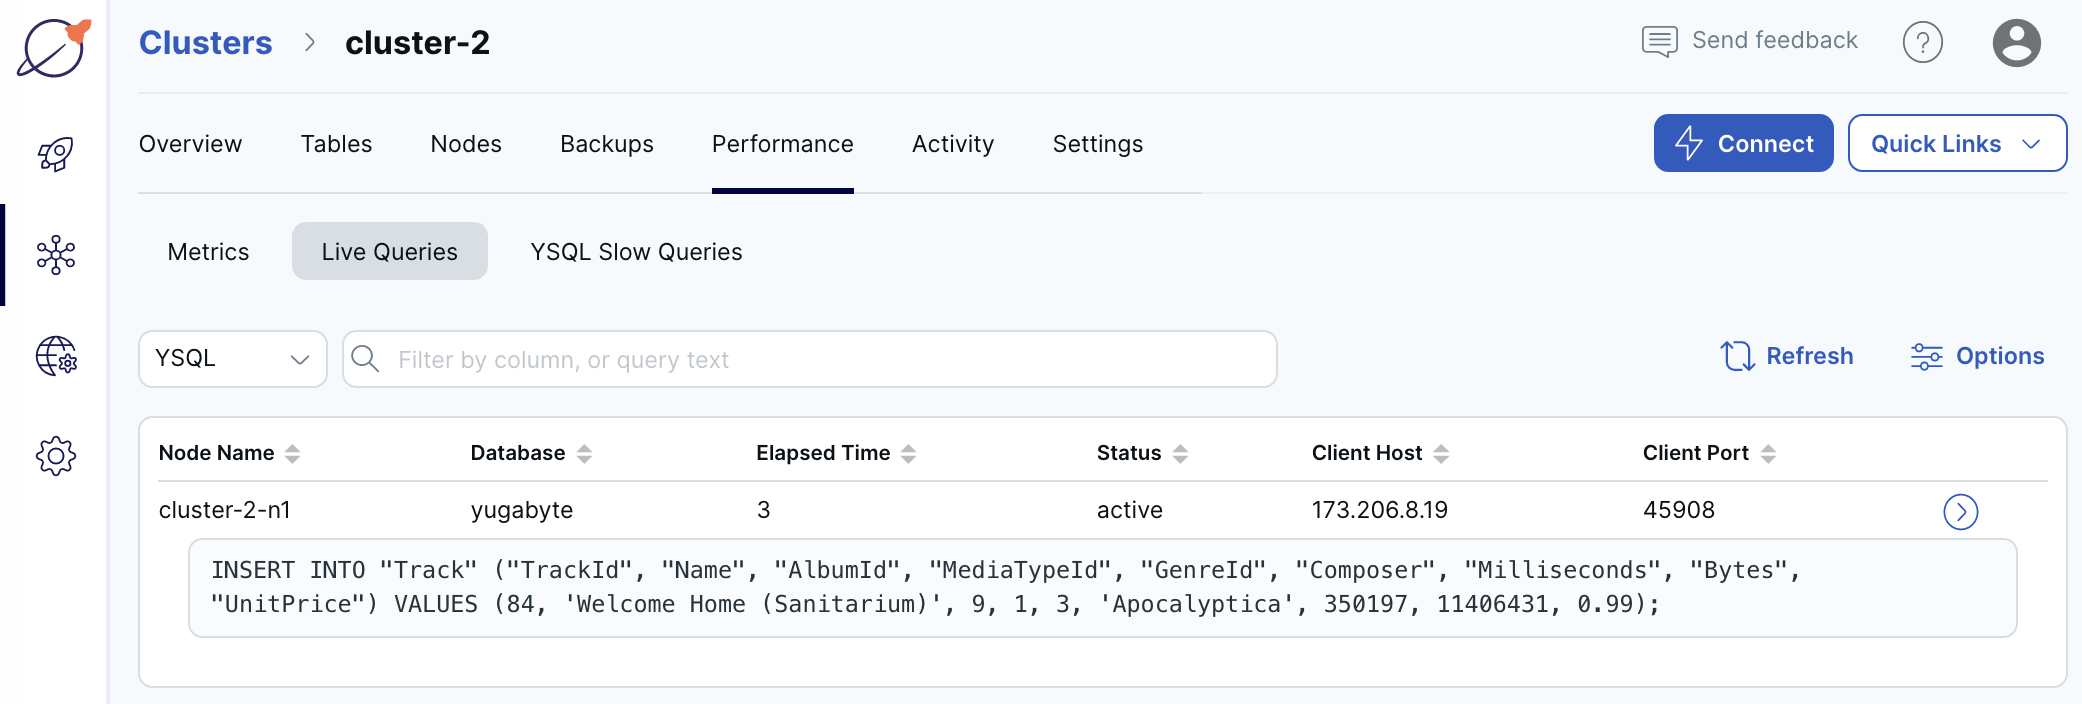 Clusters > cluster-2
Send feedback
?
Overview Tables Nodes Backups Performance Activity Settings
Connect
Quick Links
Metrics Live Queries YSQL Slow Queries
YSQL
Filter by column, or query text
Refresh
Options
Node Name Database Elapsed Time Status Client Host Client Port
cluster-2-n1 yugabyte 3 active 173.206.8.19 45908
INSERT INTO "Track" ("TrackId", "Name", "AlbumId", "MediaTypeId", "GenreId", "Composer", "Milliseconds", "Bytes",
"UnitPrice") VALUES (84, 'Welcome Home (Sanitarium)', 9, 1, 3, 'Apocalyptica', 350197, 11406431, 0.99);